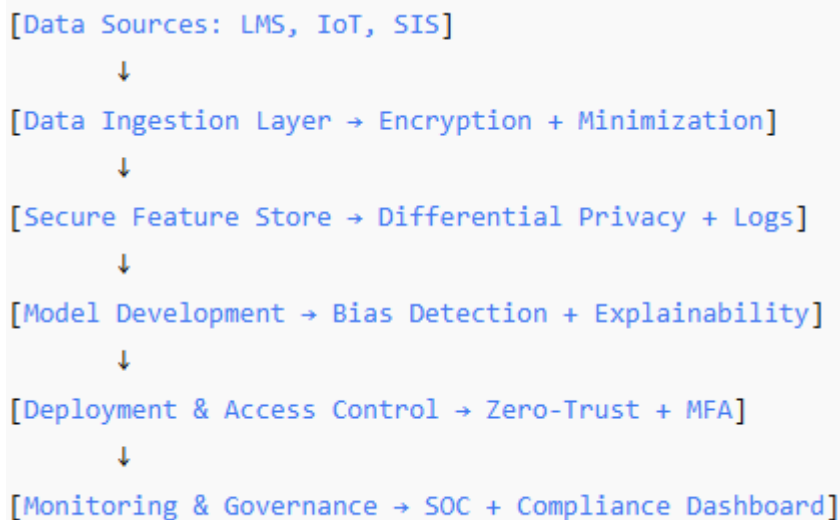 [Data Sources: LMS, IoT, SIS]
↓
[Data Ingestion Layer → Encryption + Minimization]
↓
[Secure Feature Store → Differential Privacy + Logs]
↓
[Model Development → Bias Detection + Explainability]
↓
[Deployment & Access Control → Zero-Trust + MFA]
↓
[Monitoring & Governance → SOC + Compliance Dashboard]